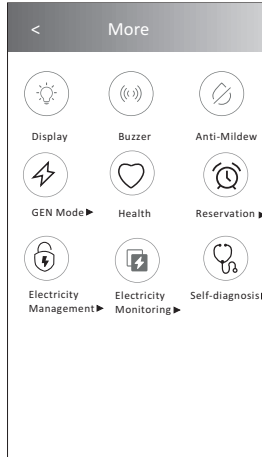 < More
Display Buzzer Anti-Mildew
GEN Mode▶ Health Reservation▶
Electricity Electricity Self-diagnosis▶
Management▶ Monitoring▶